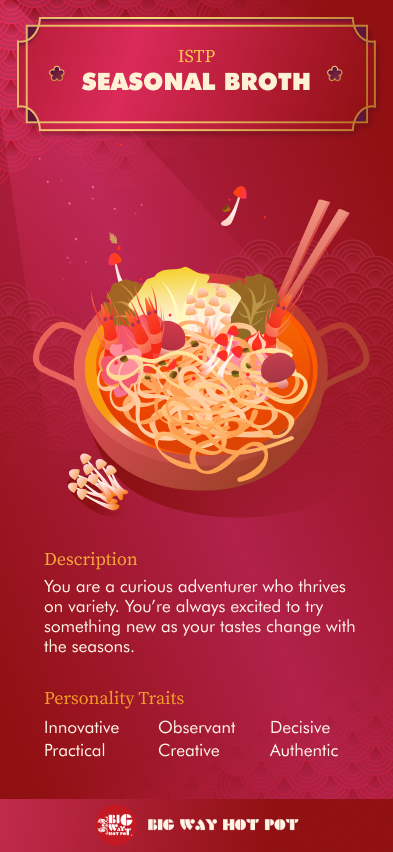 ISTP
SEASONAL BROTH
Description
You are a curious adventurer who thrives
on variety. You’re always excited to try
something new as your tastes change with
the seasons.
Personality Traits
Innovative Observant Decisive
Practical Creative Authentic
BIG
WAY
HOT POT
BIG WAY HOT POT